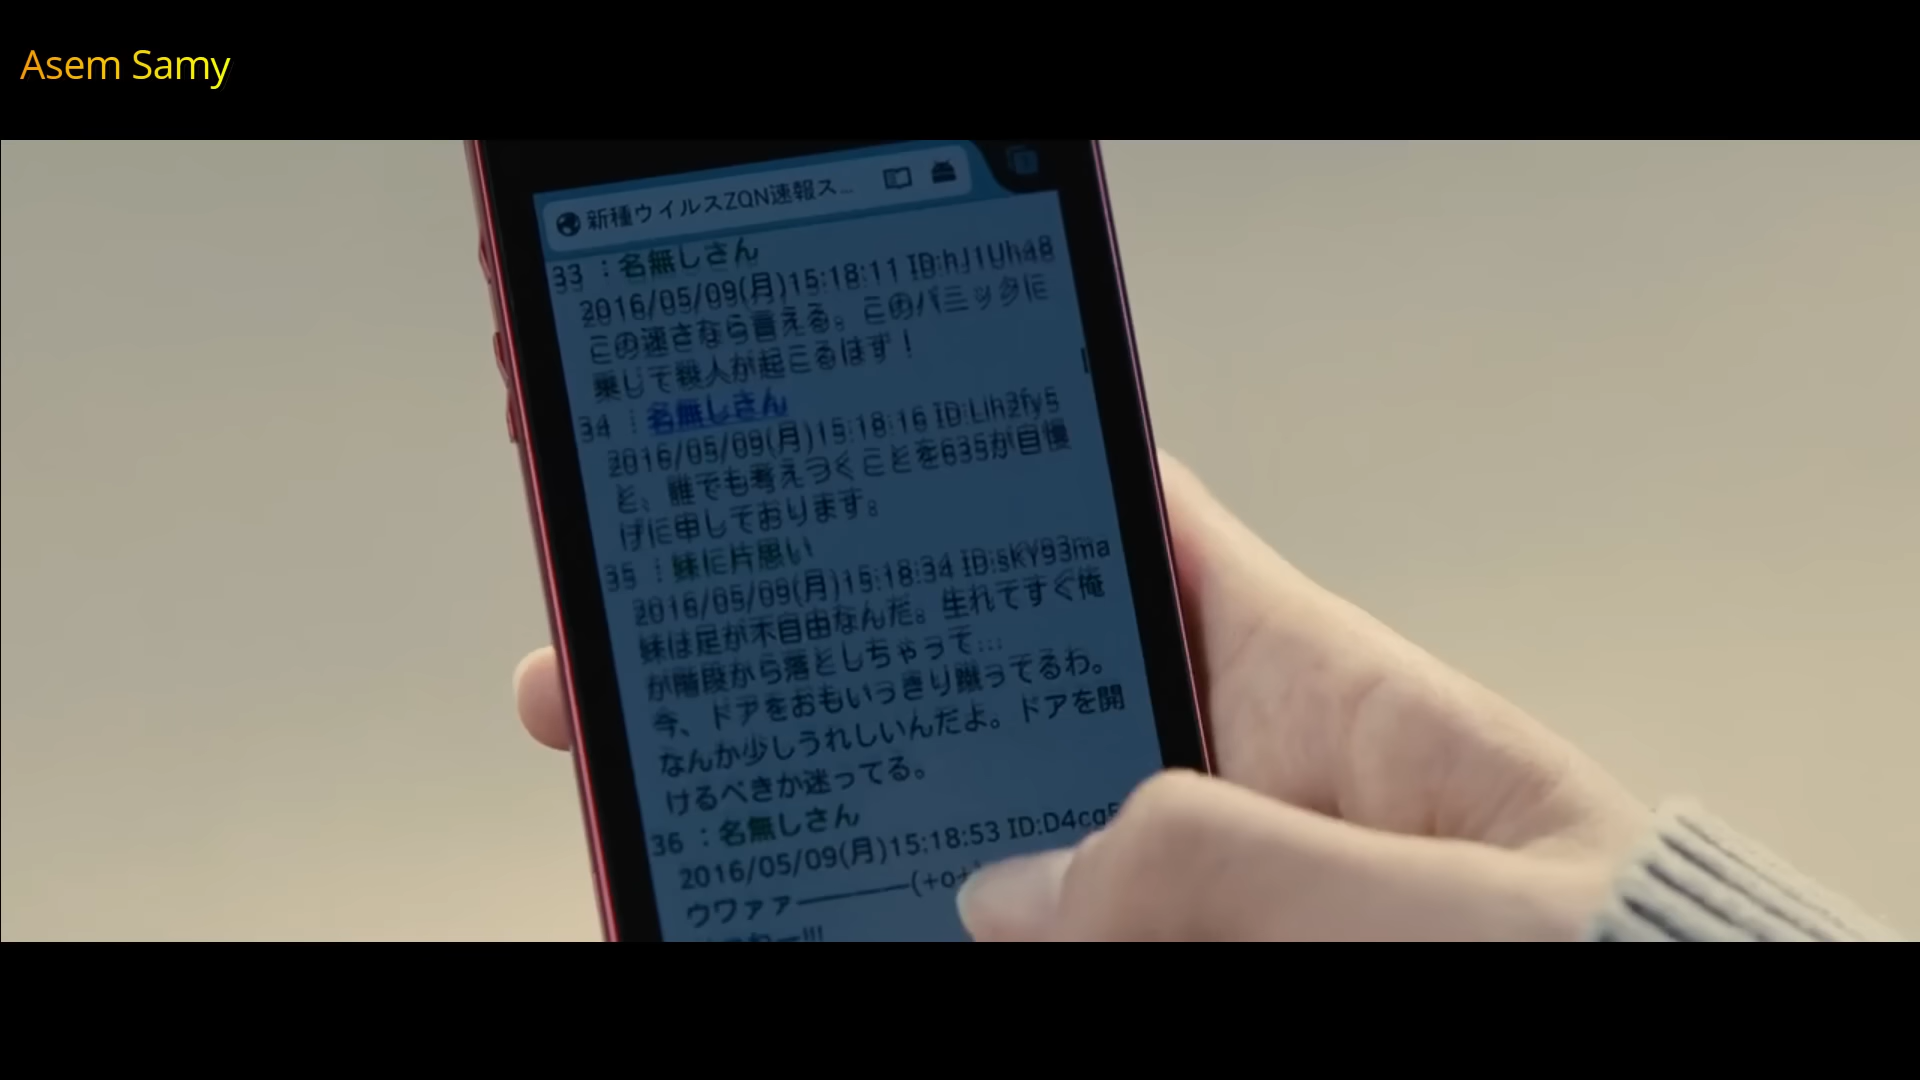 Asem Samy
新種ウイルスZQN速報ス...
33 : 名無しさん
2016/05/09(月)15:18:11 ID:hJ1Uh48
この速さなら言える。このパニックに
乗じて殺人が起こるはず！
34 : 名無しさん
2016/05/09(月)15:18:16 ID:Lih2fy5
と、誰でも考えつくことを635が自慢
げに申しております。
35 : 妹に片思い
2016/05/09(月)15:18:34 ID:sKY93ma
妹は足が不自由なんだ。生れてすぐ俺
が階段から落としちゃって…
今、ドアをおもいっきり蹴ってるわ。
なんか少しうれしいんだよ。ドアを開
けるべきか迷ってる。
36 : 名無しさん
2016/05/09(月)15:18:53 ID:D4cg
ウワァァ————(+o+)